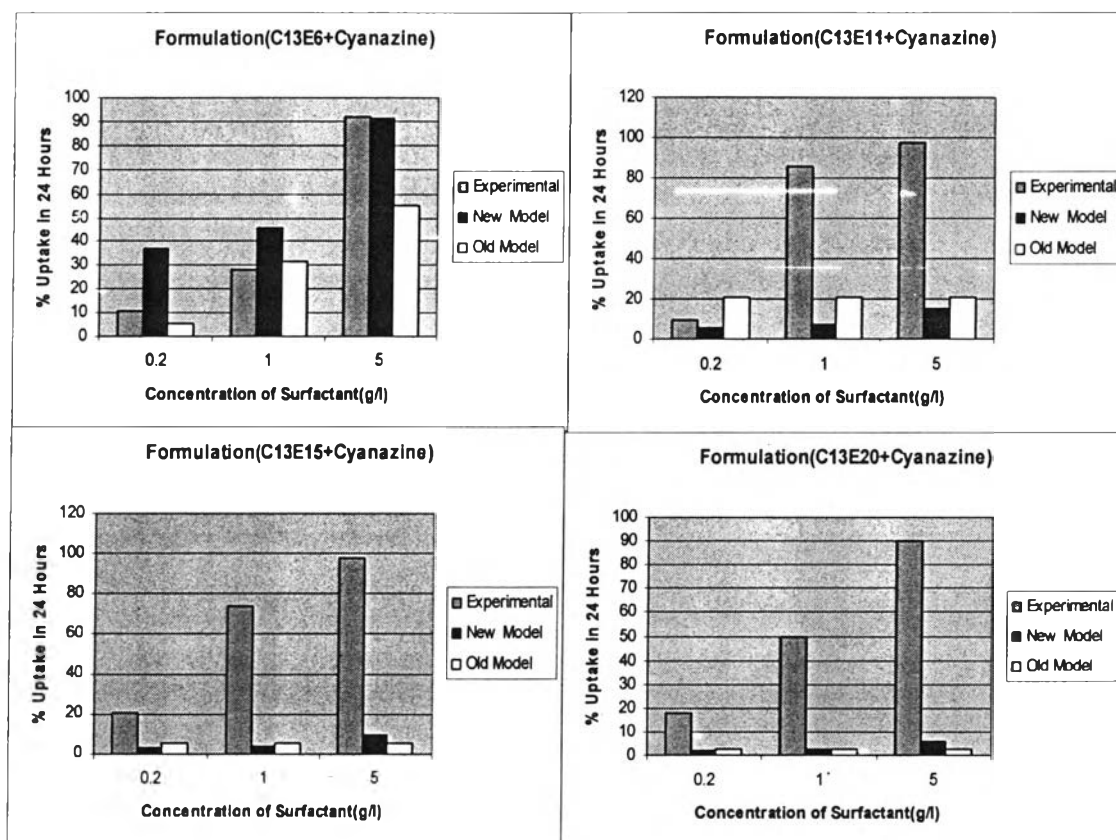 Formulation(C13E6+Cyanazine)
% Uptake In 24 Hours
100
90
80
70
60
50
40
30
20
10
0
0.2 1 5
Concentration of Surfactant(g/l)
Experimental
New Model
Old Model
Formulation(C13E11+Cyanazine)
% Uptake In 24 Hours
120
100
80
60
40
20
0
0.2 1 5
Concentration of Surfactant(g/l)
Experimental
New Model
Old Model
Formulation(C13E15+Cyanazine)
% Uptake In 24 Hours
120
100
80
60
40
20
0
0.2 1 5
Concentration of Surfactant(g/l)
Experimental
New Model
Old Model
Formulation(C13E20+Cyanazine)
% Uptake In 24 Hours
100
90
80
70
60
50
40
30
20
10
0
0.2 1 5
Concentration of Surfactant(g/l)
Experimental
New Model
Old Model